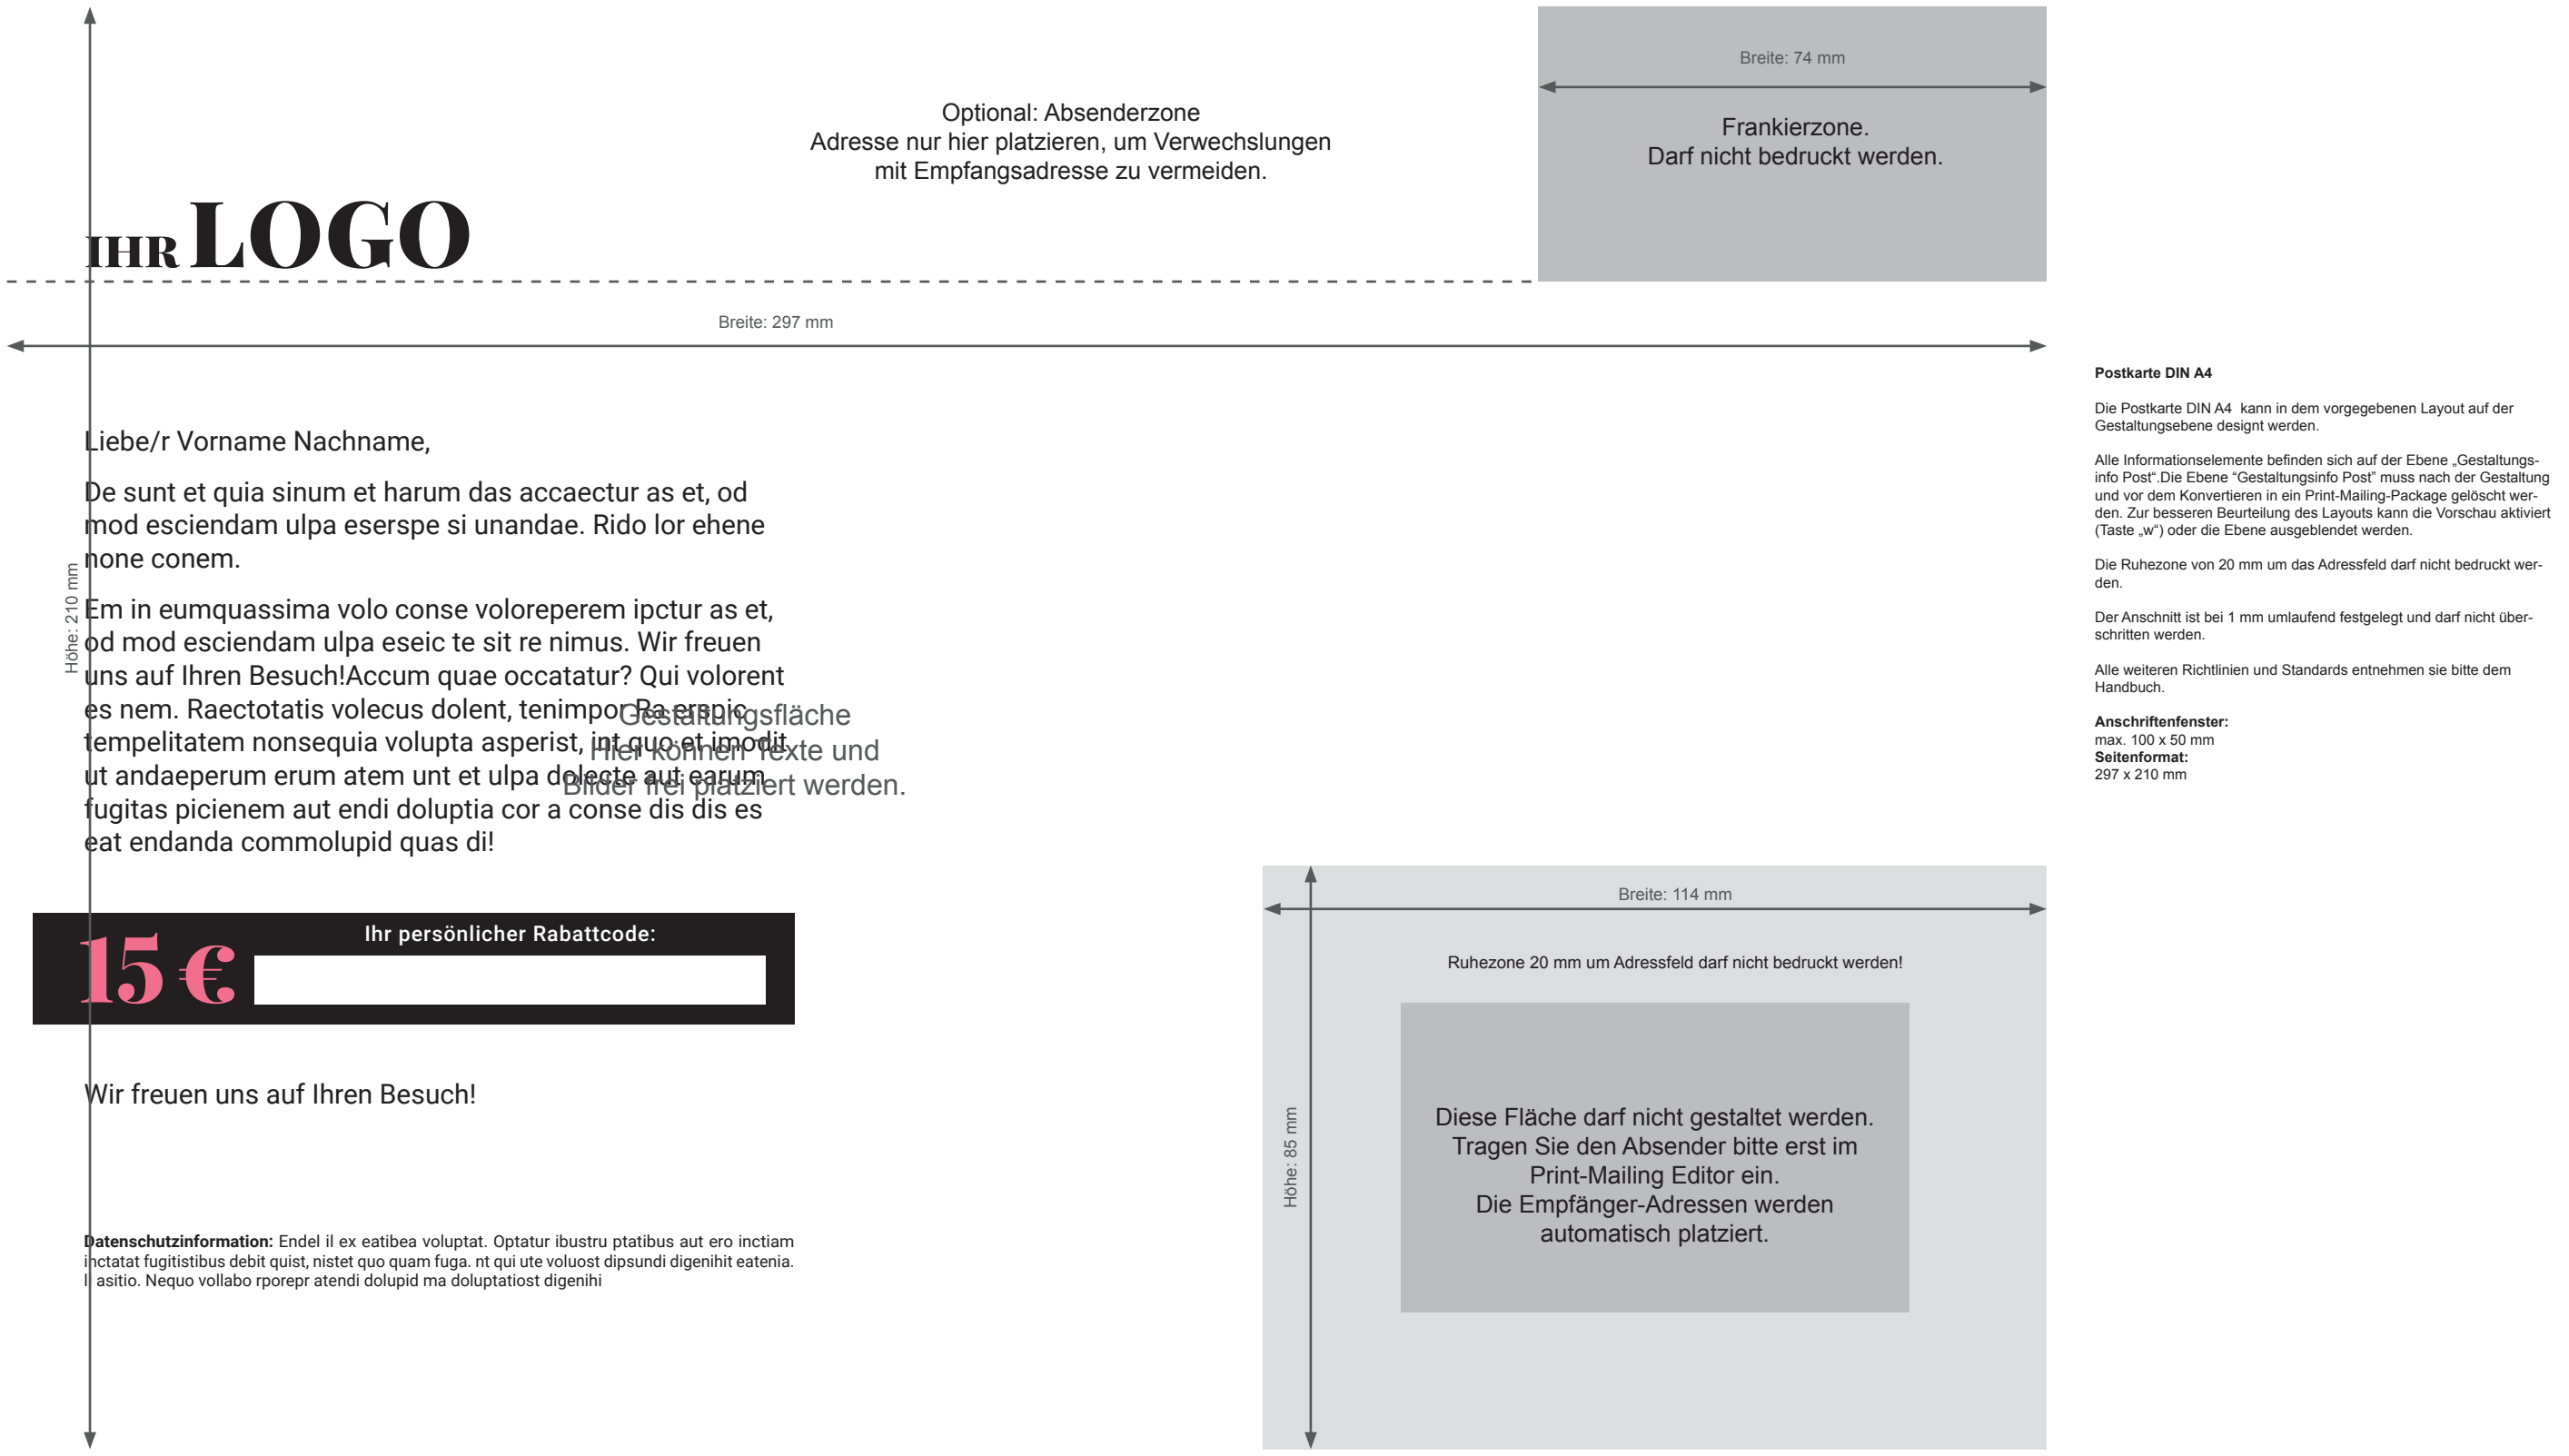 Breite: 74 mm
Optional: Absenderzone
Adresse nur hier platzieren, um Verwechslungen
mit Empfangsadresse zu vermeiden.
Frankierzone.
Darf nicht bedruckt werden.
IHR LOGO
Breite: 297 mm
Höhe: 210 mm
Liebe/r Vorname Nachname,
De sunt et quia sinum et harum das accaectur as et, od
mod esciendam ulpa eserspe si unandae. Rido lor ehene
none conem.
Em in eumquassima volo conse voloreperem ipctur as et,
od mod esciendam ulpa eseic te sit re nimus. Wir freuen
uns auf Ihren Besuch!Accum quae occatatur? Qui volorent
es nem. Raectotatis volecus dolent, tenimpor Ra erspic
tempelitatem nonsequia volupta asperist, int quo et imodit
ut andaeperum erum atem unt et ulpa dolecte aut earum
fugitas picienem aut endi doluptia cor a conse dis dis es
eat endanda commolupid quas di!
Gestaltungsfläche
Hier können Texte und
Bilder frei platziert werden.
15 €
Ihr persönlicher Rabattcode:
Wir freuen uns auf Ihren Besuch!
Datenschutzinformation: Endel il ex eatibea voluptat. Optatur ibustru ptatibus aut ero inctiam
inctatat fugitistibus debit quist, nistet quo quam fuga. nt qui ute voluost dipsundi digenihit eatenia.
asitio. Nequo vollabo rporepr atendi dolupid ma doluptatiost digenihi
Breite: 114 mm
Höhe: 85 mm
Ruhezone 20 mm um Adressfeld darf nicht bedruckt werden!
Diese Fläche darf nicht gestaltet werden.
Tragen Sie den Absender bitte erst im
Print-Mailing Editor ein.
Die Empfänger-Adressen werden
automatisch platziert.
Postkarte DIN A4
Die Postkarte DIN A4 kann in dem vorgegebenen Layout auf der
Gestaltungsebene designt werden.
Alle Informationselemente befinden sich auf der Ebene „Gestaltungs-
info Post“.Die Ebene “Gestaltungsinfo Post” muss nach der Gestaltung
und vor dem Konvertieren in ein Print-Mailing-Package gelöscht wer-
den. Zur besseren Beurteilung des Layouts kann die Vorschau aktiviert
(Taste „w“) oder die Ebene ausgeblendet werden.
Die Ruhezone von 20 mm um das Adressfeld darf nicht bedruckt wer-
den.
Der Anschnitt ist bei 1 mm umlaufend festgelegt und darf nicht über-
schritten werden.
Alle weiteren Richtlinien und Standards entnehmen sie bitte dem
Handbuch.
Anschriftenfenster:
max. 100 x 50 mm
Seitenformat:
297 x 210 mm